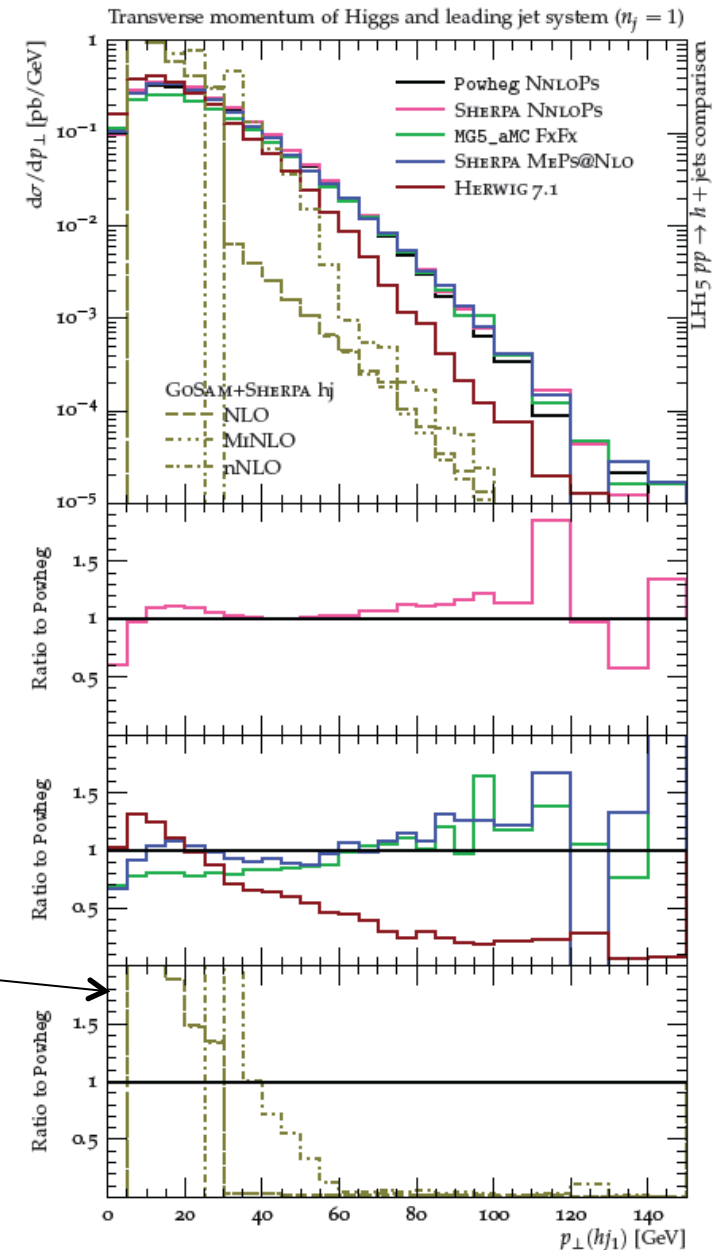 Transverse momentum of Higgs and leading jet system (n_j = 1)
dσ/dp⊥ [pb/GeV]
1
10⁻¹
10⁻²
10⁻³
10⁻⁴
10⁻⁵
Powheg NNLOPS
SHERPA NNLOPS
MG5_aMC FxFx
SHERPA MEPS@NLO
HERWIG 7.1
GOSAM+SHERPA hj
NLO
MINLO
nNLO
LH15 pp → h + jets comparison
Ratio to Powheg
1.5
1
0.5
Ratio to Powheg
1.5
1
0.5
Ratio to Powheg
1.5
1
0.5
0 20 40 60 80 100 120 140
p⊥(hj₁) [GeV]